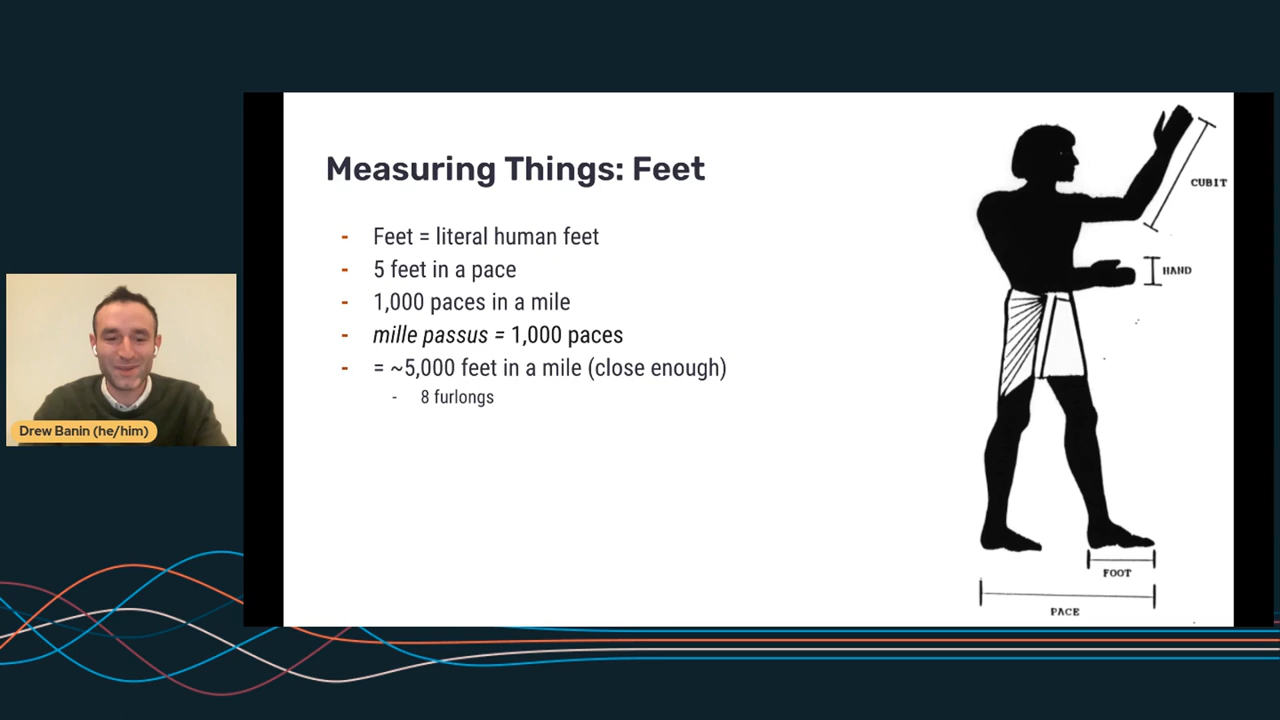 Measuring Things: Feet
- Feet = literal human feet
- 5 feet in a pace
- 1,000 paces in a mile
- mille passus = 1,000 paces
- = ~5,000 feet in a mile (close enough)
- 8 furlongs
CUBIT
HAND
FOOT
PACE
Drew Banin (he/him)